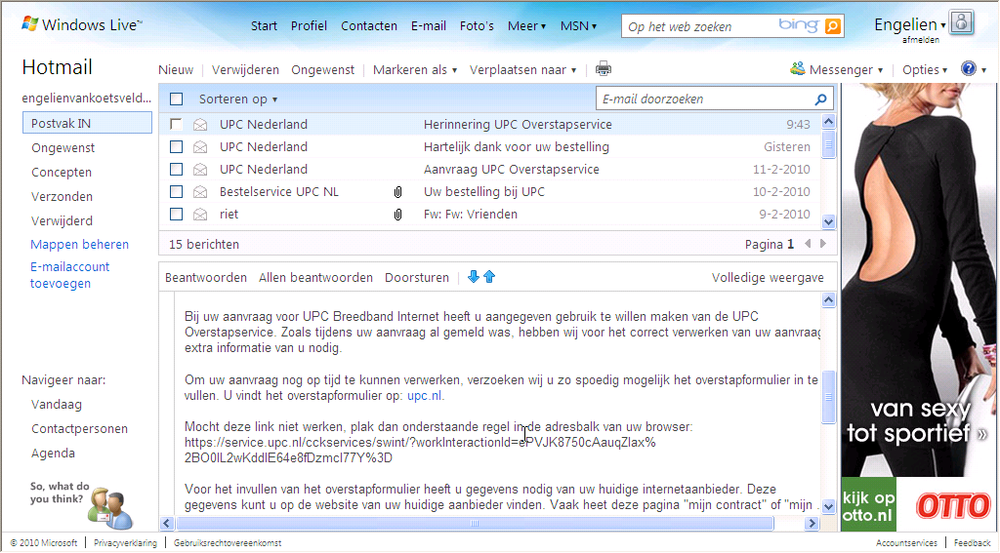 Windows Live™
Start Profiel Contacten E-mail Foto's Meer MSN
Op het web zoeken bing
Engelien
afmelden
Hotmail
Nieuw Verwijderen Ongewenst Markeren als Verplaatsen naar
Messenger Opties
engelienvankoetsveld...
Postvak IN
Ongewenst
Concepten
Verzonden
Verwijderd
Mappen beheren
E-mailaccount
toevoegen
Navigeer naar:
Vandaag
Contactpersonen
Agenda
So, what do
you think?
Sorteren op
E-mail doorzoeken
UPC Nederland Herinnering UPC Overstapservice 9:43
UPC Nederland Hartelijk dank voor uw bestelling Gisteren
UPC Nederland Aanvraag UPC Overstapservice 11-2-2010
Bestelservice UPC NL Uw bestelling bij UPC 10-2-2010
riet Fw: Fw: Vrienden 9-2-2010
15 berichten Pagina 1
Beantwoorden Allen beantwoorden Doorsturen Volledige weergave
Bij uw aanvraag voor UPC Breedband Internet heeft u aangegeven gebruik te willen maken van de UPC
Overstapservice. Zoals tijdens uw aanvraag al gemeld was, hebben wij voor het correct verwerken van uw aanvraag
extra informatie van u nodig.
Om uw aanvraag nog op tijd te kunnen verwerken, verzoeken wij u zo spoedig mogelijk het overstapformulier in te
vullen. U vindt het overstapformulier op: upc.nl.
Mocht deze link niet werken, plak dan onderstaande regel in de adresbalk van uw browser:
Voor het invullen van het overstapformulier heeft u gegevens nodig van uw huidige internetaanbieder. Deze
gegevens kunt u op de website van uw huidige aanbieder vinden. Vaak heet deze pagina "mijn contract" of "mijn
van sexy
tot sportief »
kijk op
otto.nl
OTTO
© 2010 Microsoft Privacyverklaring Gebruiksrechtovereenkomst
Accountservices Feedback